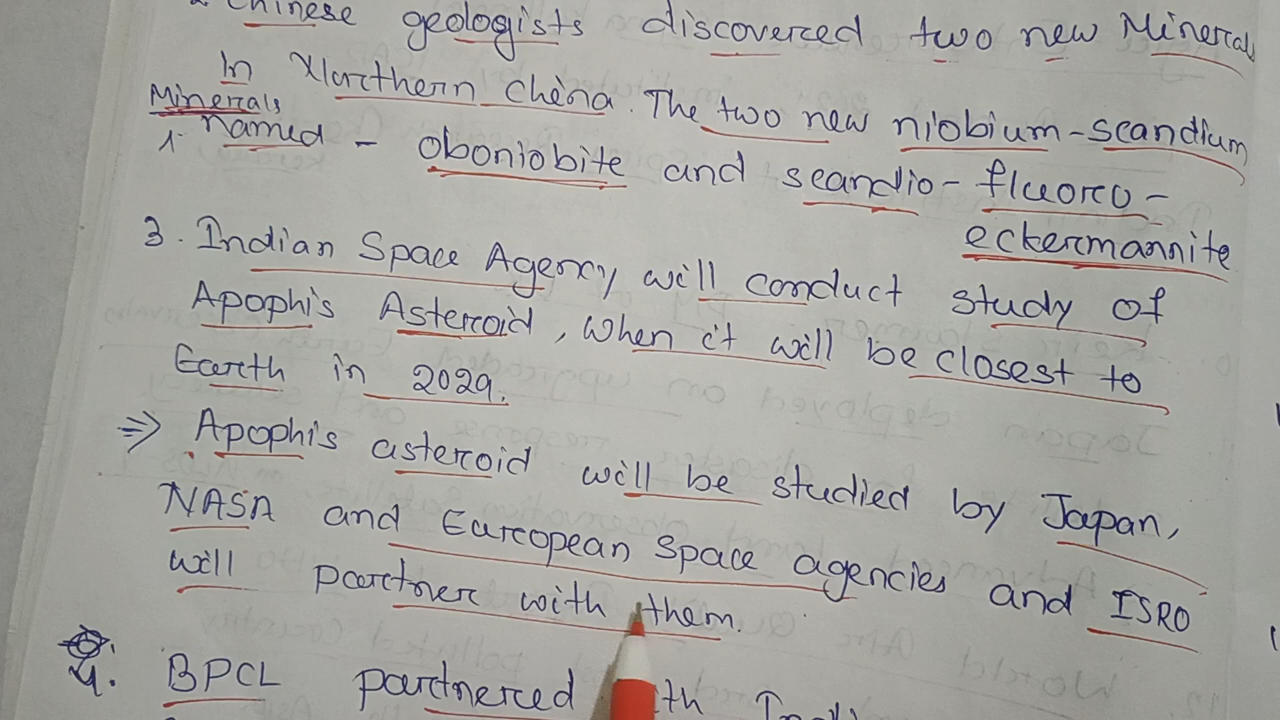 Chinese geologists discovered two new Mineral
In Northern China. The two new niobium-scandium
Minerals
1. named - oboniobite and scandio-fluoro-
eckermannite
3. Indian Space Agency will conduct study of
Apophis Asteroid, when it will be closest to
Earth in 2029.
⇒ Apophis asteroid will be studied by Japan,
NASA and European Space agencies and ISRO
will partner with them.
4. BPCL partnered